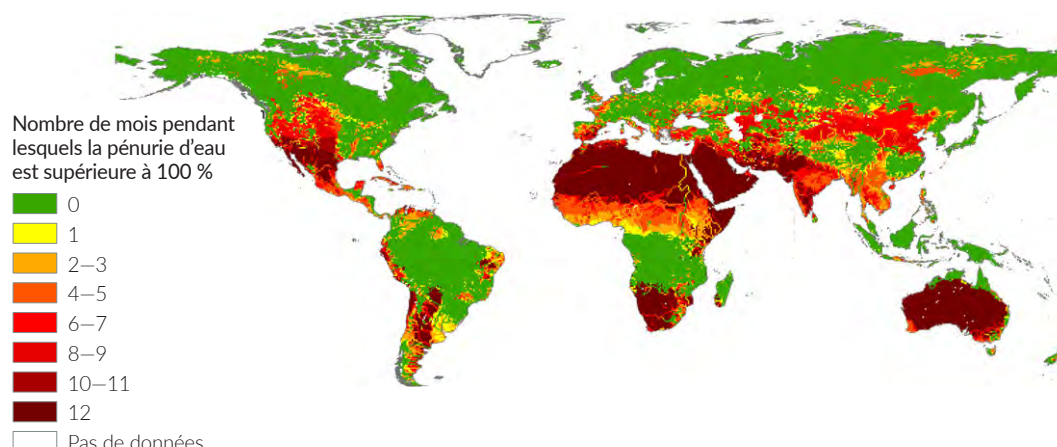 Nombre de mois pendant
lesquels la pénurie d'eau
est supérieure à 100 %
0
1
2—3
4—5
6—7
8—9
10—11
12
Pas de données